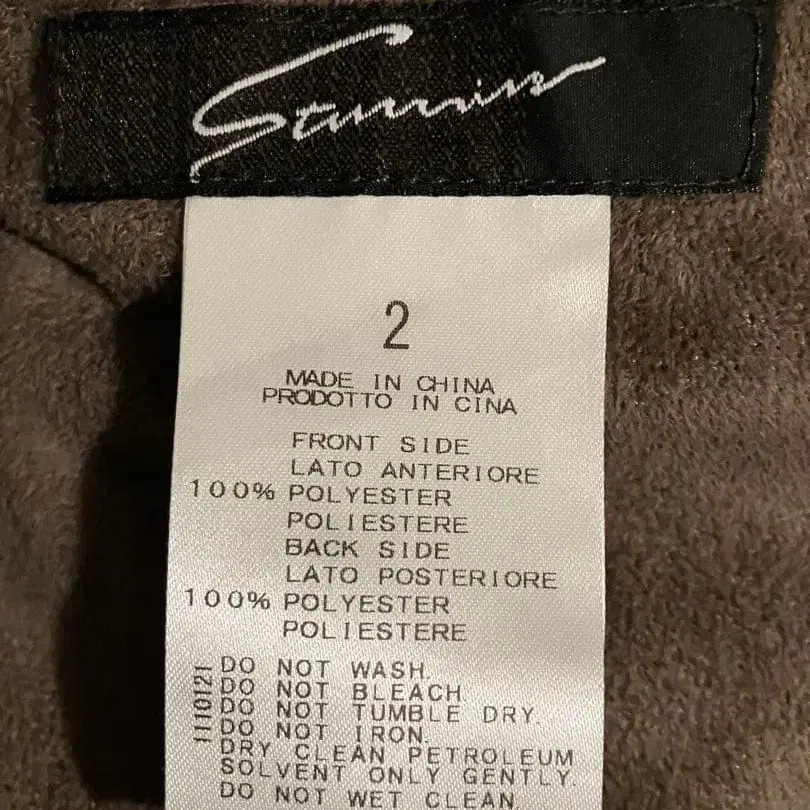 2
MADE IN CHINA
PRODOTTO IN CINA
FRONT SIDE
LATO ANTERIORE
100% POLYESTER
POLIESTERE
BACK SIDE
LATO POSTERIORE
100% POLYESTER
POLIESTERE
1110121
DO NOT WASH.
DO NOT BLEACH.
DO NOT TUMBLE DRY.
DO NOT IRON.
DRY CLEAN PETROLEUM
SOLVENT ONLY GENTLY.
DO NOT WET CLEAN.